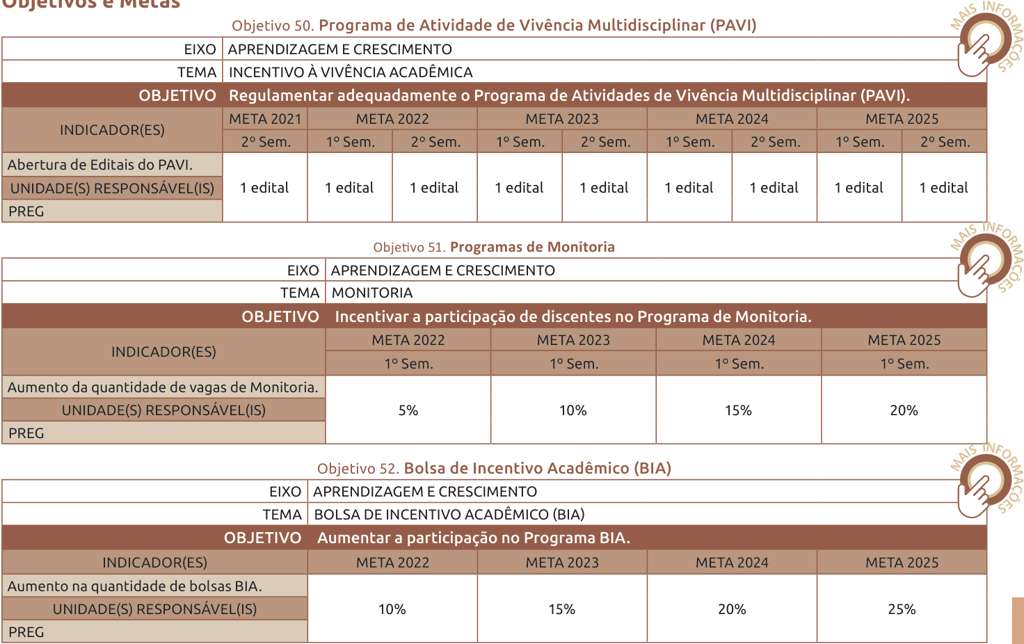 Objetivos e Metas
Objetivo 50. Programa de Atividade de Vivência Multidisciplinar (PAVI)
MAIS INFORMAÇÕES
EIXO APRENDIZAGEM E CRESCIMENTO
TEMA INCENTIVO À VIVÊNCIA ACADÊMICA
OBJETIVO Regulamentar adequadamente o Programa de Atividades de Vivência Multidisciplinar (PAVI).
INDICADOR(ES) META 2021 META 2022 META 2023 META 2024 META 2025
2º Sem. 1º Sem. 2º Sem. 1º Sem. 2º Sem. 1º Sem. 2º Sem. 1º Sem. 2º Sem.
Abertura de Editais do PAVI.
UNIDADE(S) RESPONSÁVEL(IS) 1 edital 1 edital 1 edital 1 edital 1 edital 1 edital 1 edital 1 edital 1 edital
PREG
Objetivo 51. Programas de Monitoria
MAIS INFORMAÇÕES
EIXO APRENDIZAGEM E CRESCIMENTO
TEMA MONITORIA
OBJETIVO Incentivar a participação de discentes no Programa de Monitoria.
INDICADOR(ES) META 2022 META 2023 META 2024 META 2025
1º Sem. 1º Sem. 1º Sem. 1º Sem.
Aumento da quantidade de vagas de Monitoria.
UNIDADE(S) RESPONSÁVEL(IS) 5% 10% 15% 20%
PREG
Objetivo 52. Bolsa de Incentivo Acadêmico (BIA)
MAIS INFORMAÇÕES
EIXO APRENDIZAGEM E CRESCIMENTO
TEMA BOLSA DE INCENTIVO ACADÊMICO (BIA)
OBJETIVO Aumentar a participação no Programa BIA.
INDICADOR(ES) META 2022 META 2023 META 2024 META 2025
Aumento na quantidade de bolsas BIA.
UNIDADE(S) RESPONSÁVEL(IS) 10% 15% 20% 25%
PREG